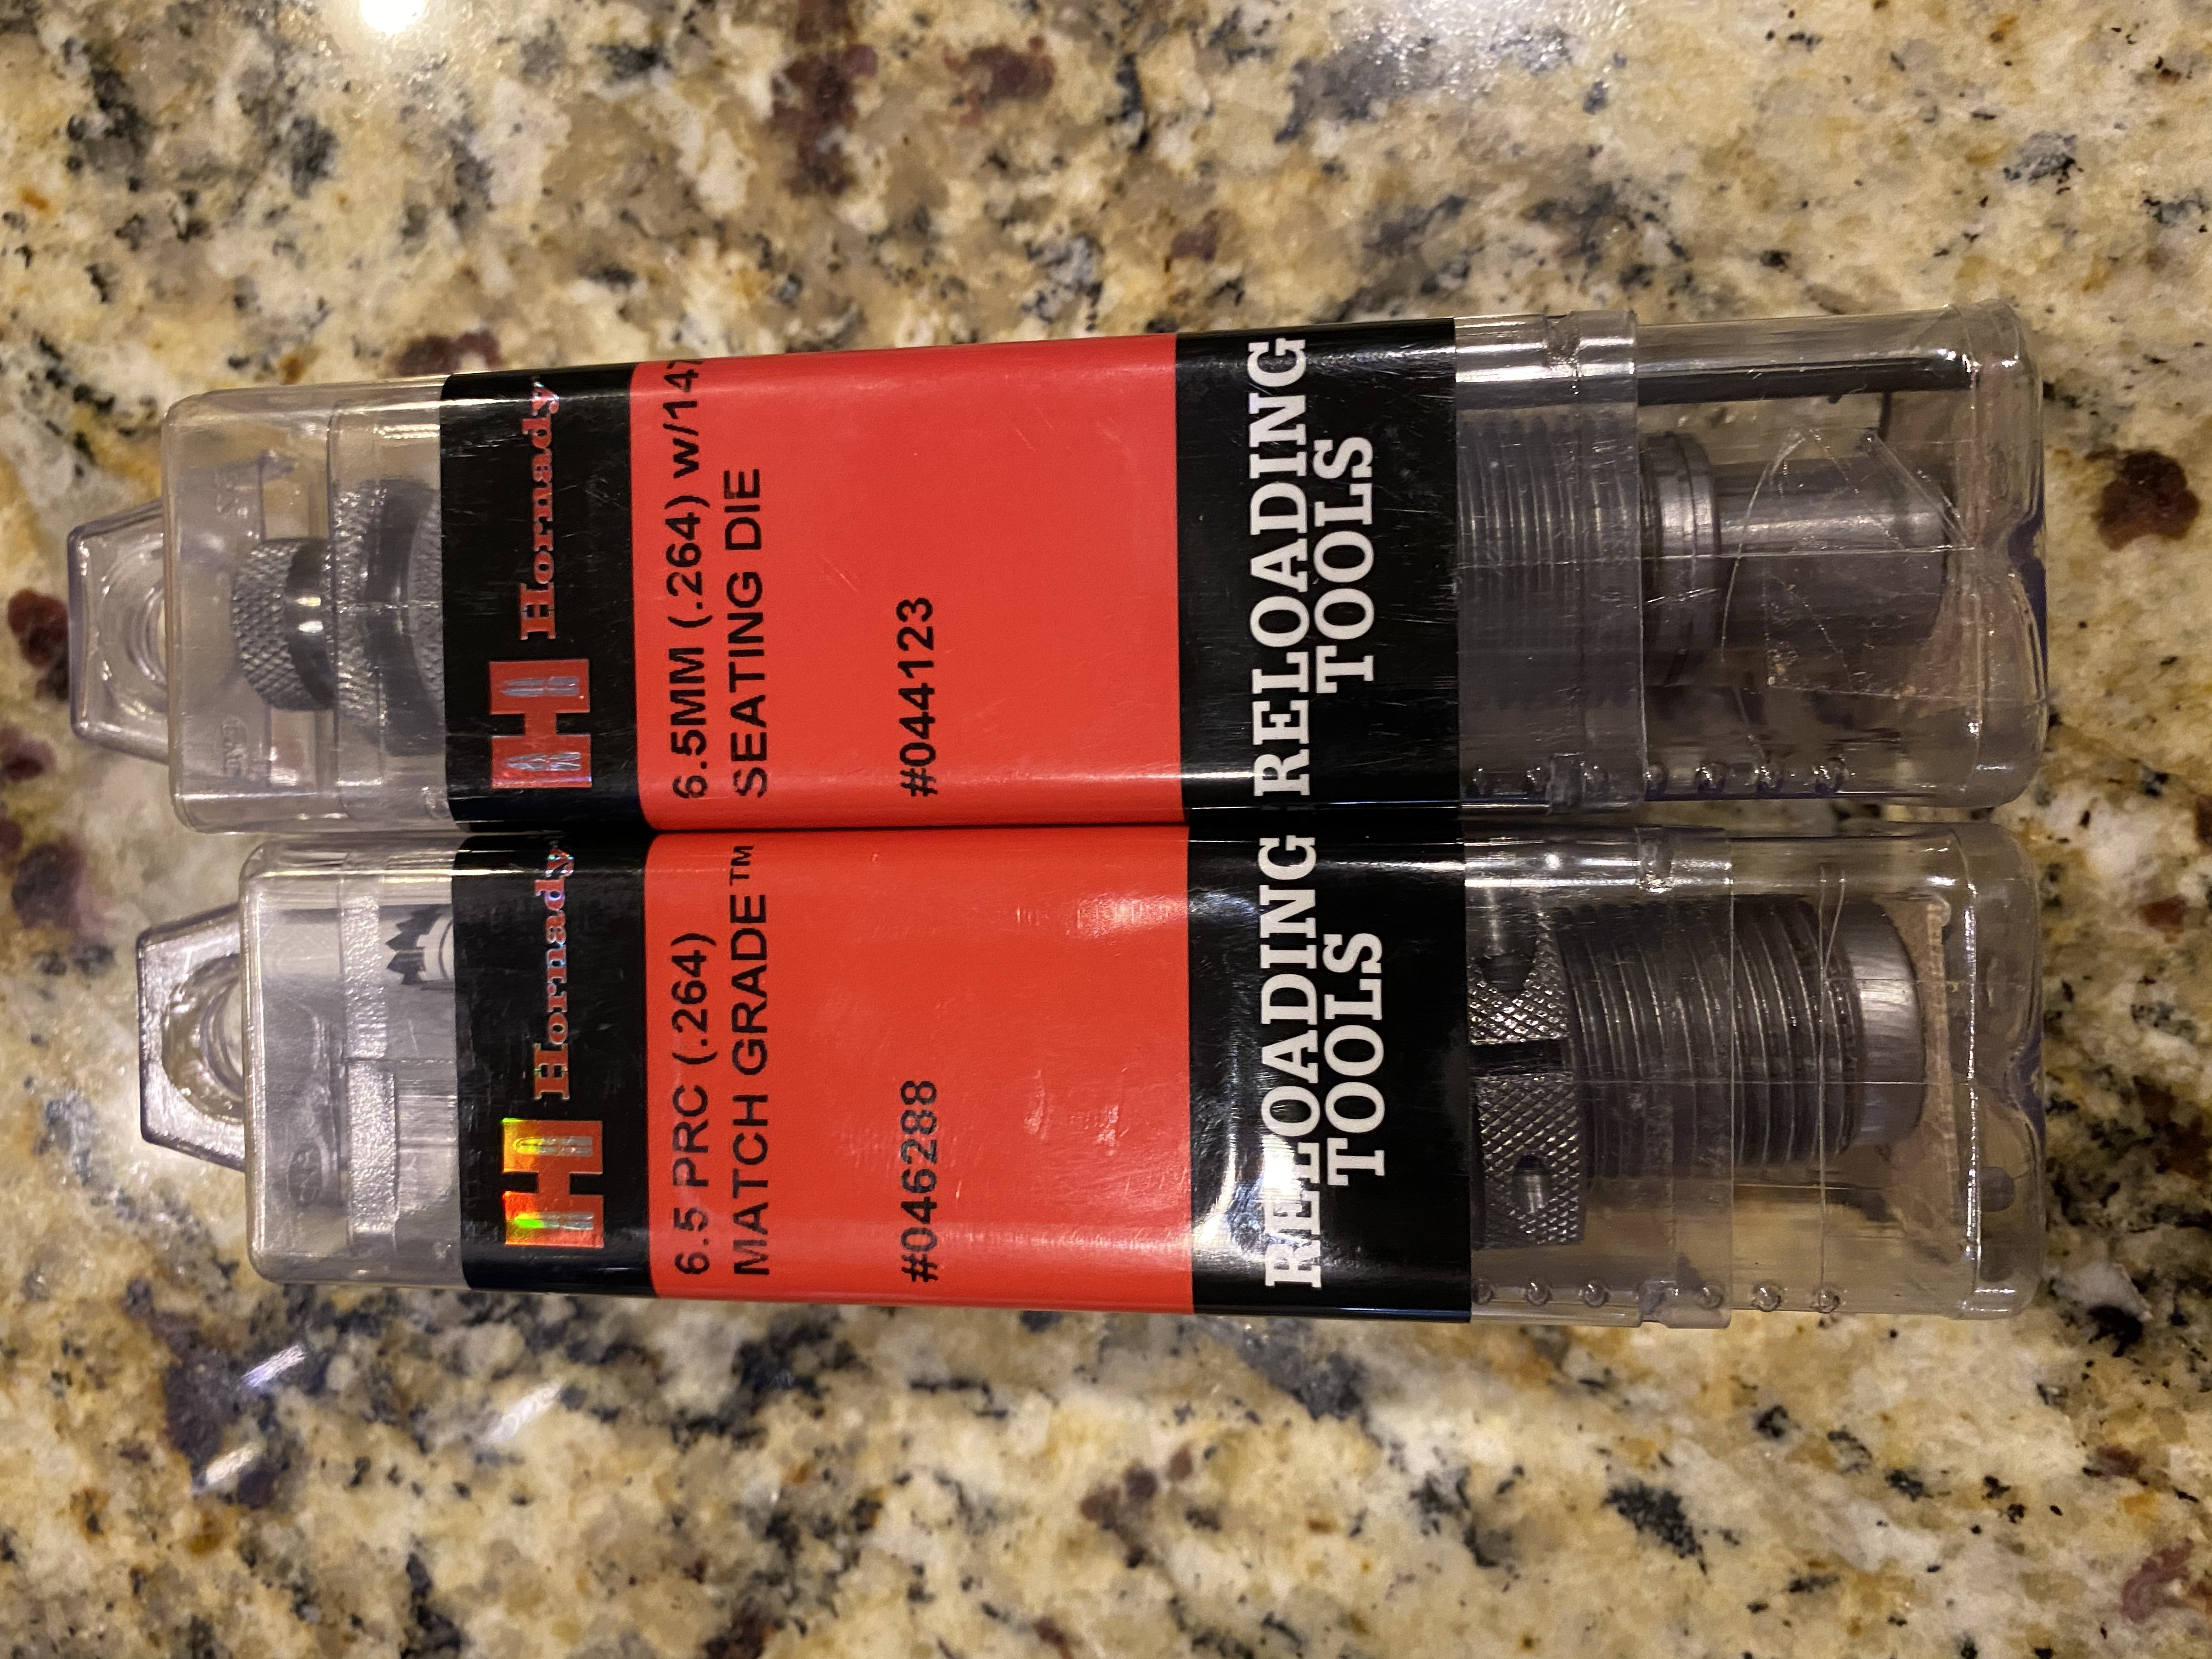 Hornady
6.5MM (.264) w/147
SEATING DIE
#044123
RELOADING
TOOLS
Hornady
6.5 PRC (.264)
MATCH GRADE™
#046288
RELOADING
TOOLS